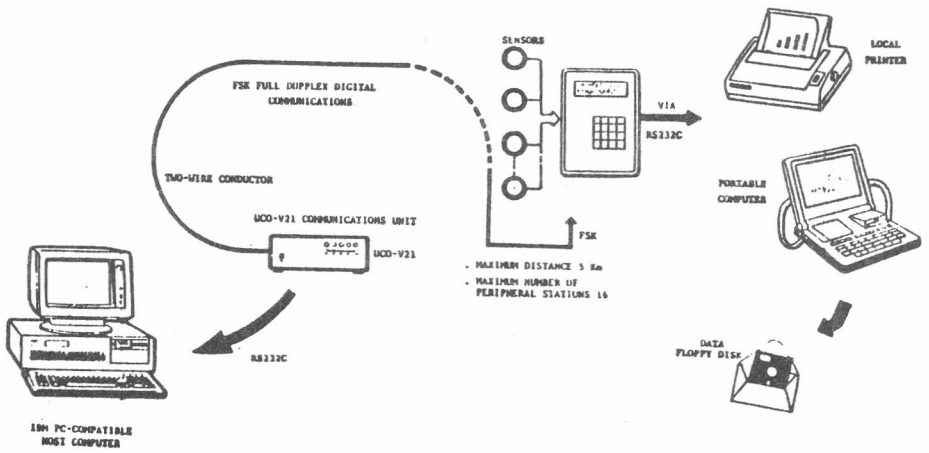 SENSORS
LOCAL
PRINTER
FSK FULL DUPPLEX DIGITAL
COMMUNICATIONS
VIA
RS232C
TWO-WIRE CONDUCTOR
PORTABLE
COMPUTER
UCO-V21 COMMUNICATIONS UNIT
UCO-V21
FSK
. MAXIMUM DISTANCE 5 Km
. MAXIMUM NUMBER OF
PERIPHERAL STATIONS 16
RS232C
DATA
FLOPPY DISK
IBM PC-COMPATIBLE
HOST COMPUTER